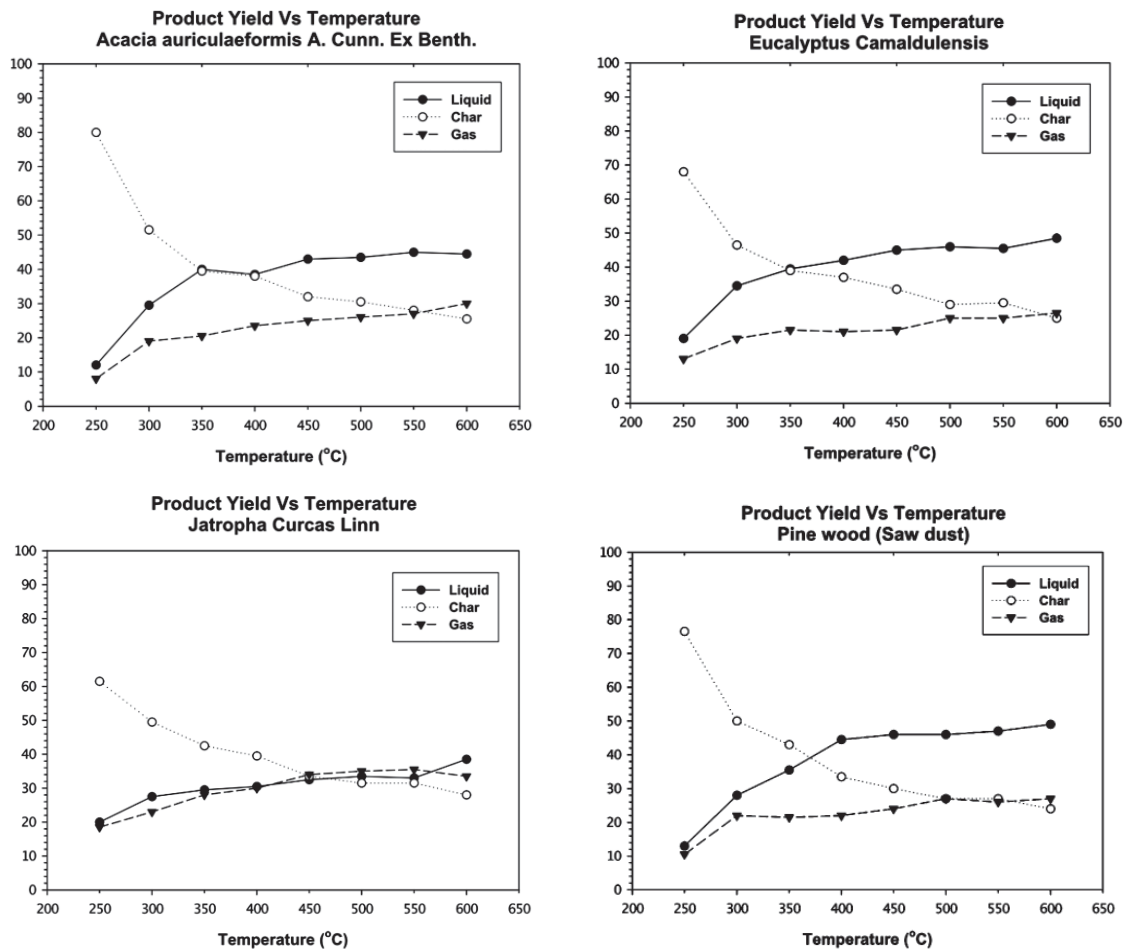 Product Yield Vs Temperature
Acacia auriculaeformis A. Cunn. Ex Benth.
100
90
80
70
60
50
40
30
20
10
0
Liquid
Char
Gas
200 250 300 350 400 450 500 550 600 650
Temperature (°C)
Product Yield Vs Temperature
Eucalyptus Camaldulensis
100
90
80
70
60
50
40
30
20
10
0
Liquid
Char
Gas
200 250 300 350 400 450 500 550 600 650
Temperature (°C)
Product Yield Vs Temperature
Jatropha Curcas Linn
100
90
80
70
60
50
40
30
20
10
0
Liquid
Char
Gas
200 250 300 350 400 450 500 550 600 650
Temperature (°C)
Product Yield Vs Temperature
Pine wood (Saw dust)
100
90
80
70
60
50
40
30
20
10
0
Liquid
Char
Gas
200 250 300 350 400 450 500 550 600 650
Temperature (°C)